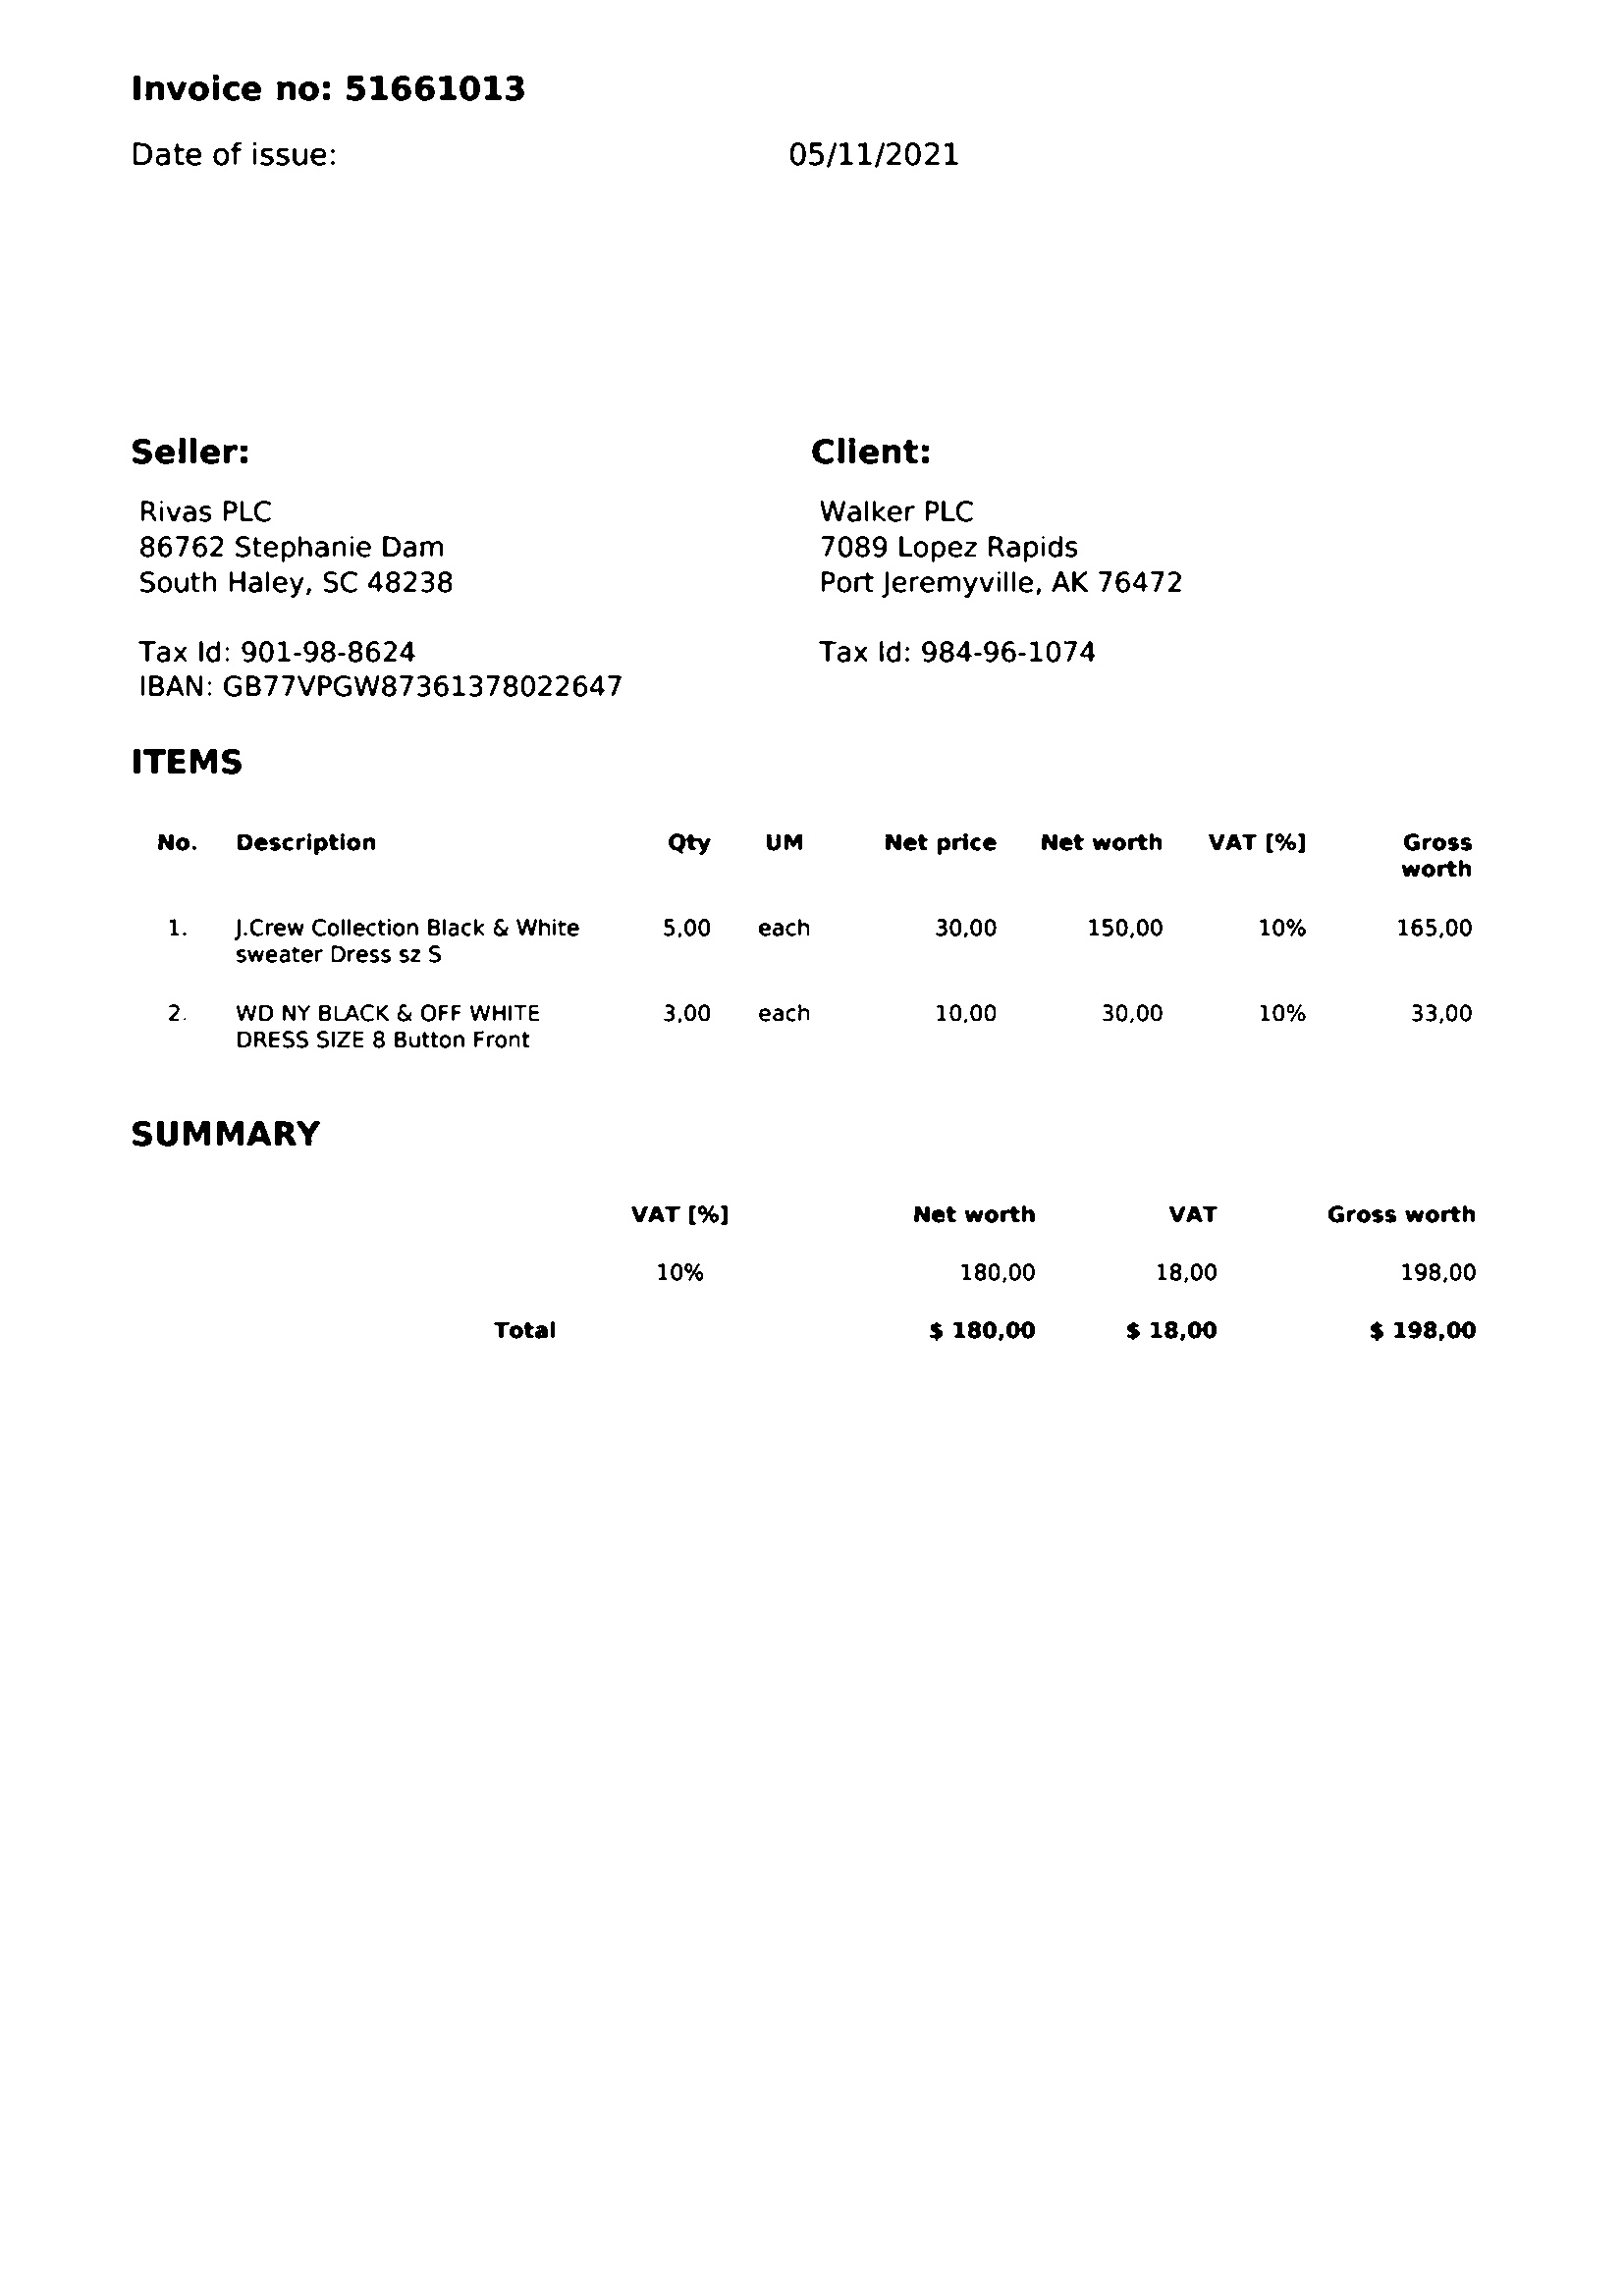 Invoice no: 51661013
Date of issue: 05/11/2021
Seller:
Rivas PLC
86762 Stephanie Dam
South Haley, SC 48238
Tax Id: 901-98-8624
IBAN: GB77VPGW87361378022647
Client:
Walker PLC
7089 Lopez Rapids
Port Jeremyville, AK 76472
Tax Id: 984-96-1074
ITEMS
No. Description Qty UM Net price Net worth VAT [%] Gross
worth
1. J.Crew Collection Black & White 5,00 each 30,00 150,00 10% 165,00
sweater Dress sz S
2. WD NY BLACK & OFF WHITE 3,00 each 10,00 30,00 10% 33,00
DRESS SIZE 8 Button Front
SUMMARY
VAT [%] Net worth VAT Gross worth
10% 180,00 18,00 198,00
Total $ 180,00 $ 18,00 $ 198,00